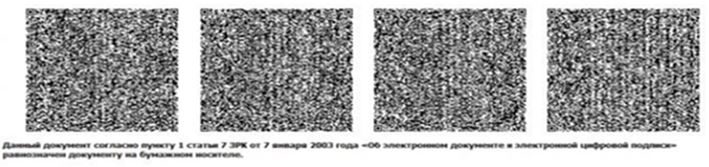 Данный документ согласно пункту 1 статьи 7 ЗРК от 7 января 2003 года «Об электронном документе и электронной цифровой подписи»
равнозначен документу на бумажном носителе.